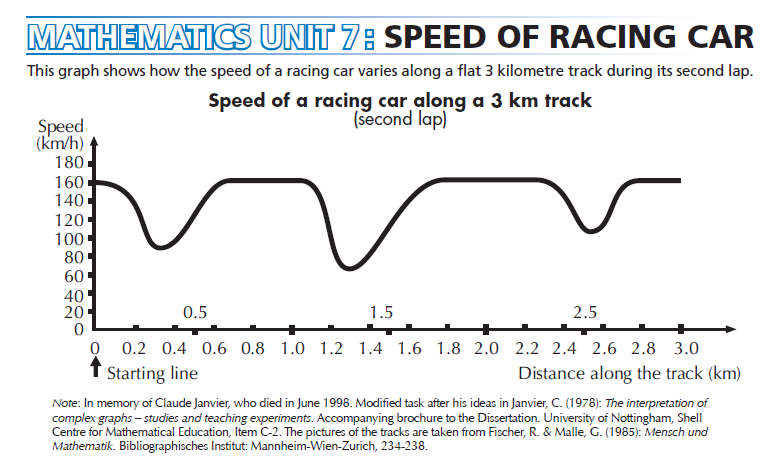 MATHEMATICS UNIT 7: SPEED OF RACING CAR
This graph shows how the speed of a racing car varies along a flat 3 kilometre track during its second lap.
Speed of a racing car along a 3 km track
(second lap)
Speed
(km/h)
180
160
140
120
100
80
60
40
20
0
0.5 1.5 2.5
0 0.2 0.4 0.6 0.8 1.0 1.2 1.4 1.6 1.8 2.0 2.2 2.4 2.6 2.8 3.0
Starting line Distance along the track (km)
Note: In memory of Claude Janvier, who died in June 1998. Modified task after his ideas in Janvier, C. (1978): The interpretation of
complex graphs – studies and teaching experiments. Accompanying brochure to the Dissertation. University of Nottingham, Shell
Centre for Mathematical Education, Item C-2. The pictures of the tracks are taken from Fischer, R. & Malle, G. (1985): Mensch und
Mathematik. Bibliographisches Institut: Mannheim-Wien-Zurich, 234-238.